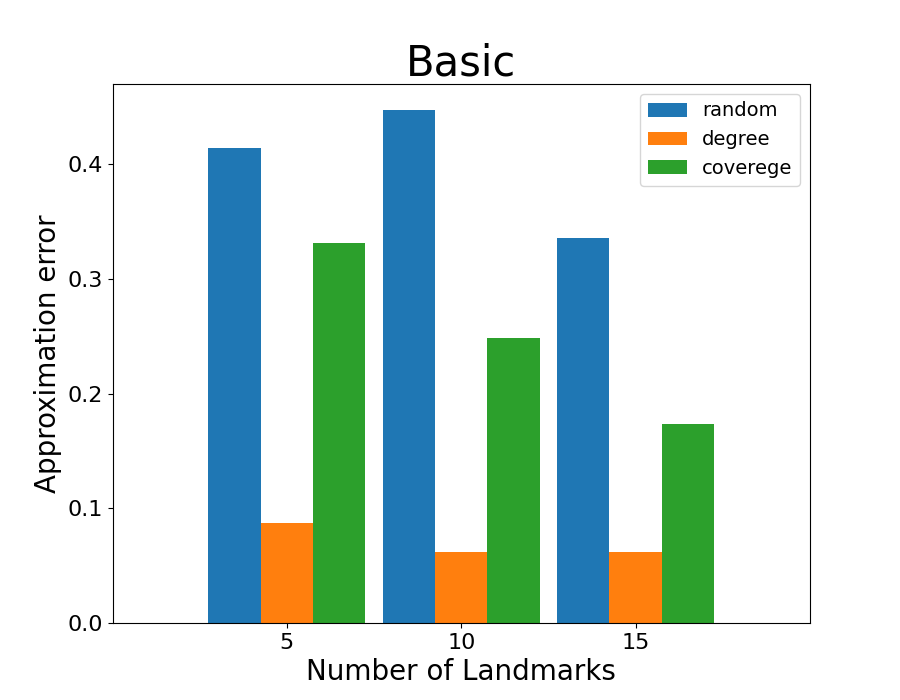 Basic
random
degree
coverege
Approximation error
0.4
0.3
0.2
0.1
0.0
5 10 15
Number of Landmarks